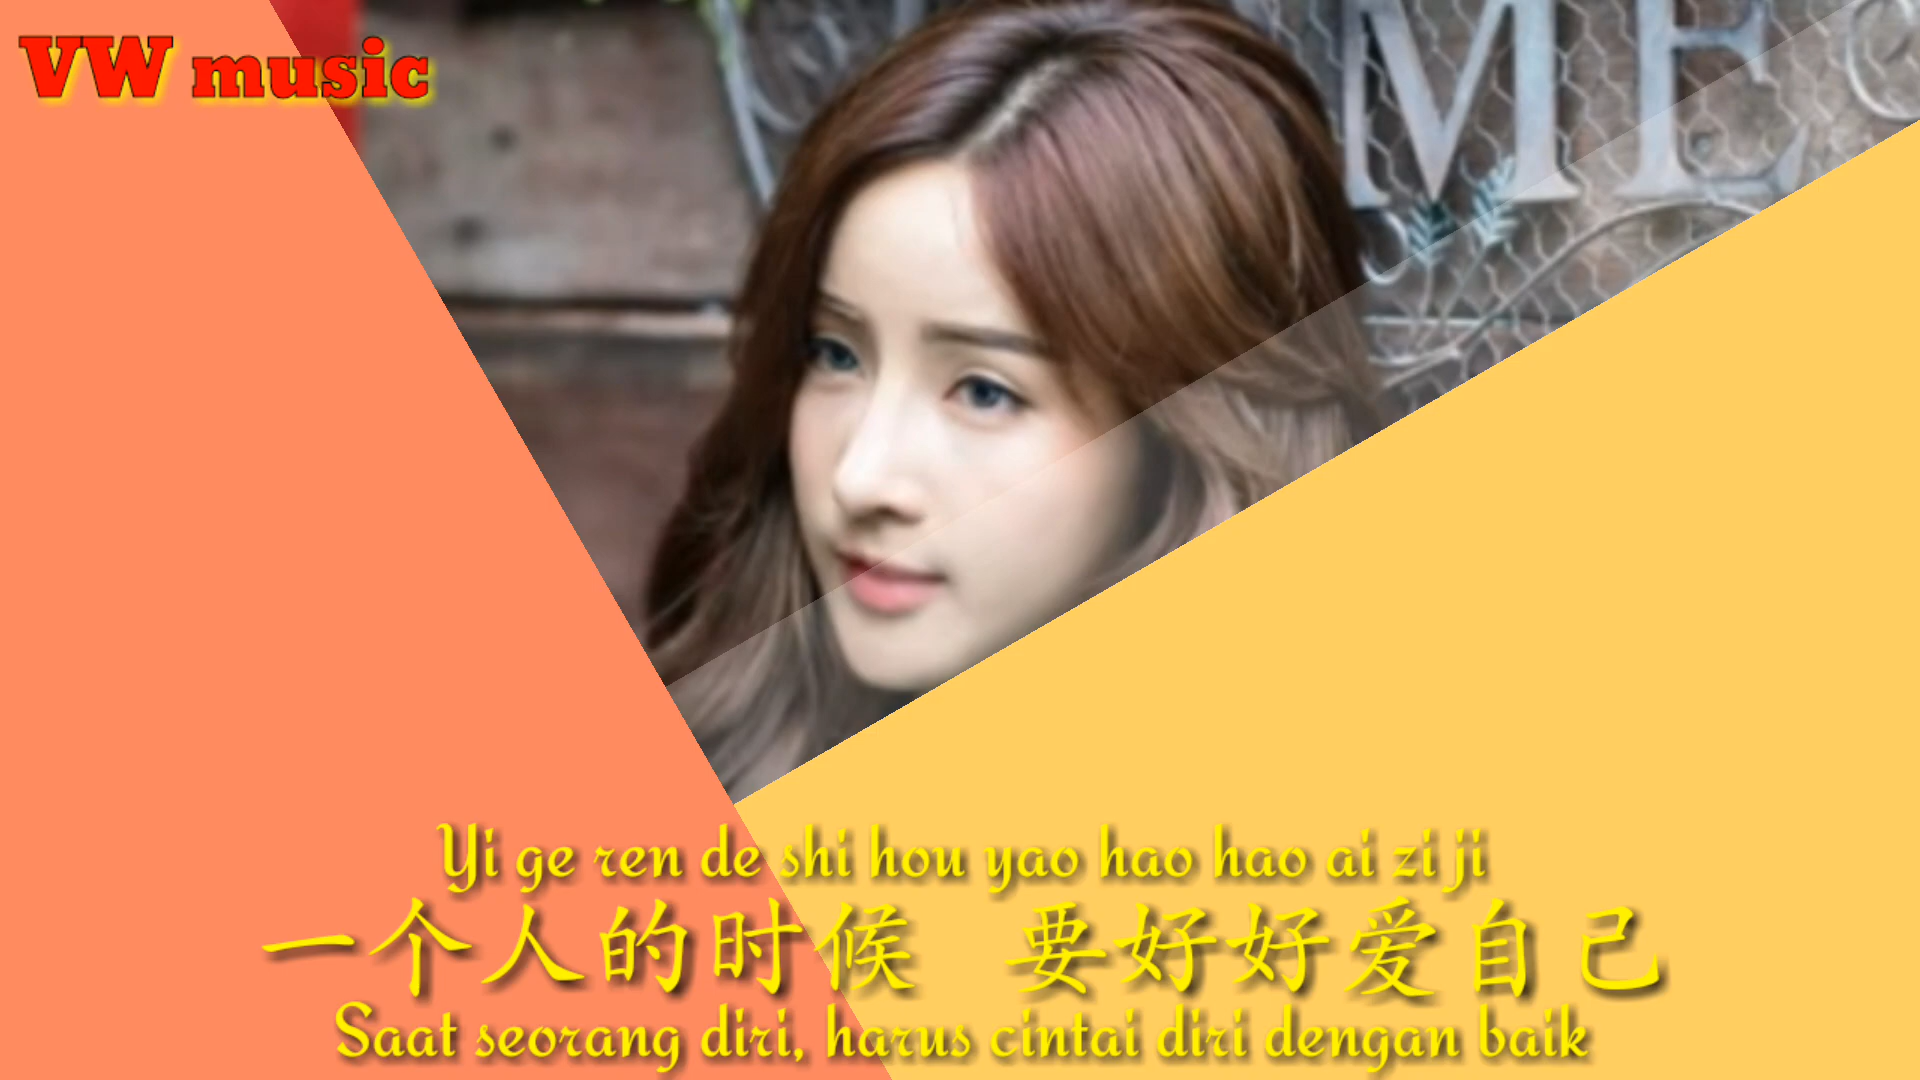 VW music
ME
Yi ge ren de shi hou yao hao hao ai zi ji
一个人的时候 要好好爱自己
Saat seorang diri, harus cintai diri dengan baik